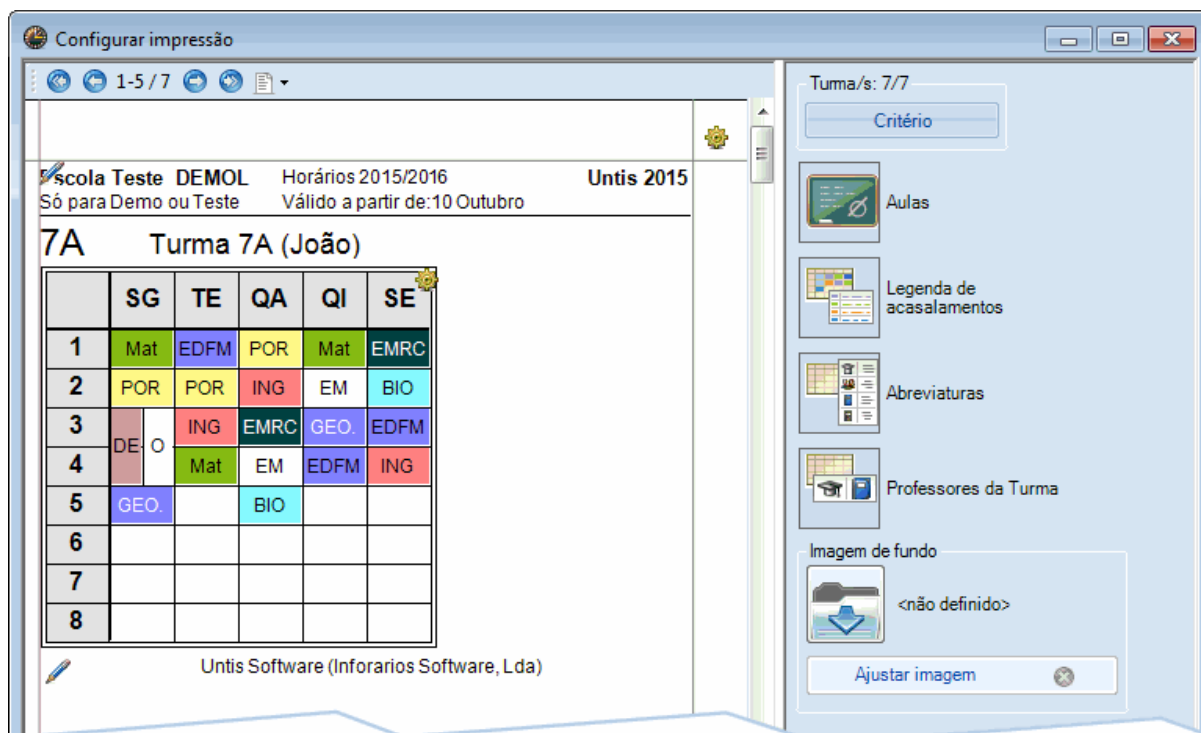 Configurar impressão
1-5 / 7
Escola Teste DEMOL Horários 2015/2016 Untis 2015
Só para Demo ou Teste Válido a partir de:10 Outubro
7A Turma 7A (João)
SG TE QA QI SE
1 Mat EDFM POR Mat EMRC
2 POR POR ING EM BIO
3 DE- O ING EMRC GEO. EDFM
4 Mat EM EDFM ING
5 GEO. BIO
6
7
8
Untis Software (Inforarios Software, Lda)
Turma/s: 7/7
Critério
Aulas
Legenda de
acasalamentos
Abreviaturas
Professores da Turma
Imagem de fundo
<não definido>
Ajustar imagem